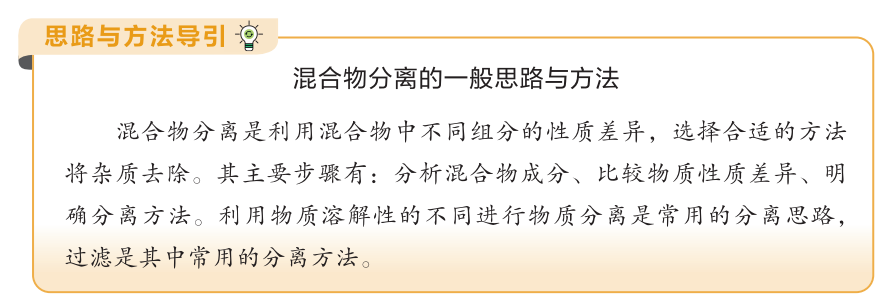 思路与方法导引
混合物分离的一般思路与方法
混合物分离是利用混合物中不同组分的性质差异，选择合适的方法
将杂质去除。其主要步骤有：分析混合物成分、比较物质性质差异、明
确分离方法。利用物质溶解性的不同进行物质分离是常用的分离思路，
过滤是其中常用的分离方法。